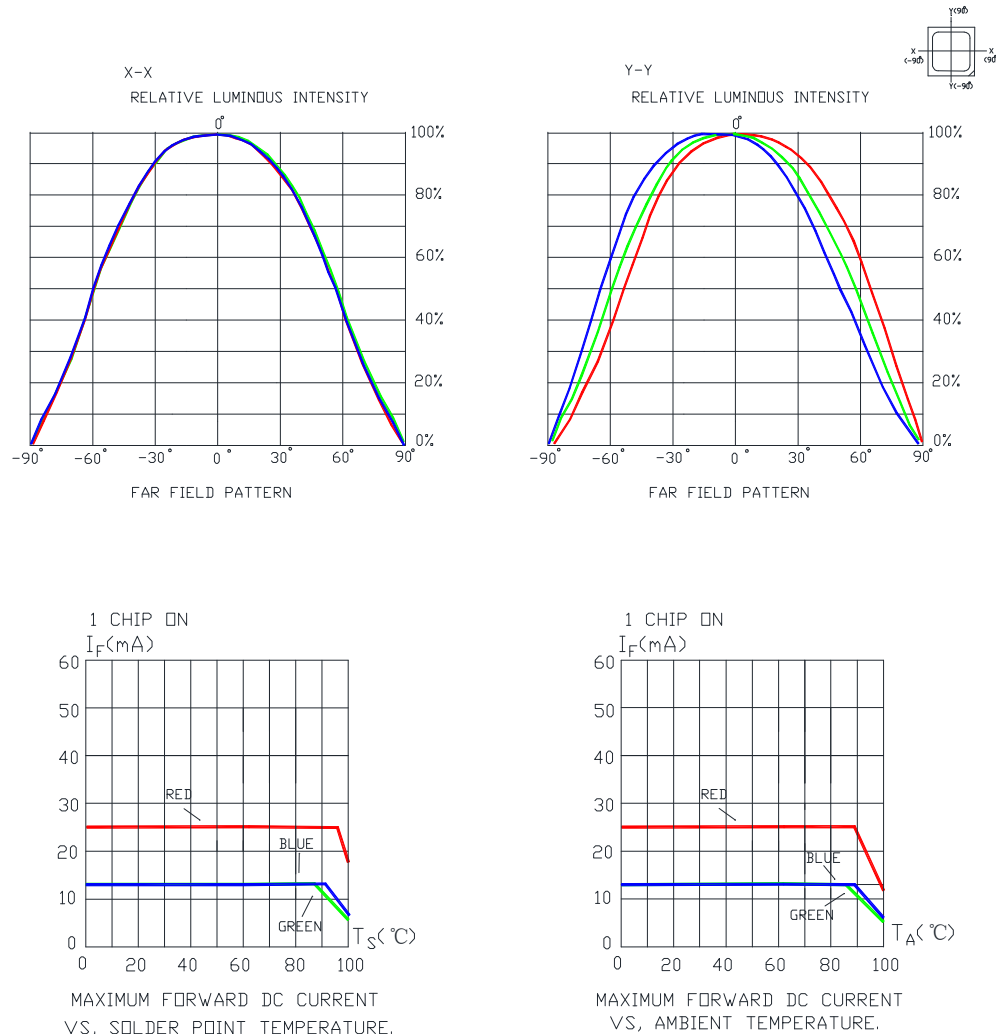 Y(90°)
X
(-90°)
X
(90°
Y(-90°)
X-X
RELATIVE LUMINOUS INTENSITY
0°
100%
80%
60%
40%
20%
0%
-90° -60° -30° 0° 30° 60° 90°
FAR FIELD PATTERN
Y-Y
RELATIVE LUMINOUS INTENSITY
0°
100%
80%
60%
40%
20%
0%
-90° -60° -30° 0° 30° 60° 90°
FAR FIELD PATTERN
1 CHIP ON
IF(mA)
60
50
40
30
20
10
0
RED
BLUE
GREEN
TS(℃)
0 20 40 60 80 100
MAXIMUM FORWARD DC CURRENT
VS. SOLDER POINT TEMPERATURE.
1 CHIP ON
IF(mA)
60
50
40
30
20
10
0
RED
BLUE
GREEN
TA(℃)
0 20 40 60 80 100
MAXIMUM FORWARD DC CURRENT
VS, AMBIENT TEMPERATURE.